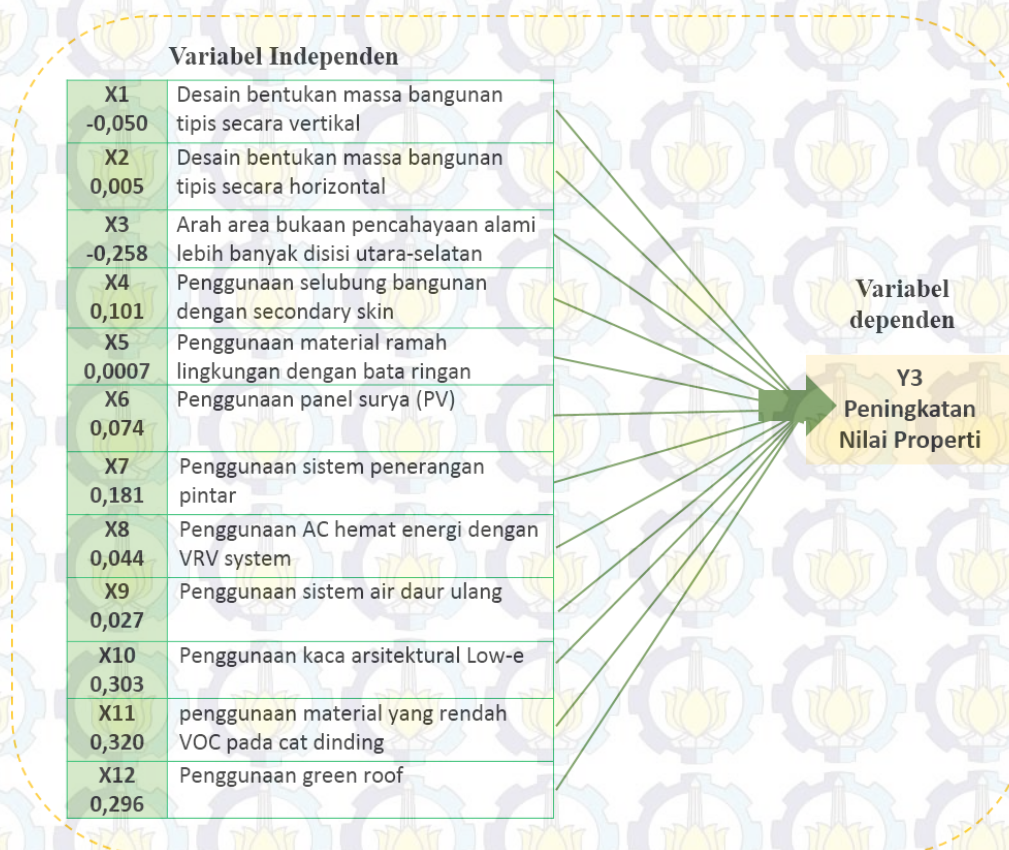 Variabel Independen
X1
-0,050
Desain bentukan massa bangunan
tipis secara vertikal
X2
0,005
Desain bentukan massa bangunan
tipis secara horizontal
X3
-0,258
Arah area bukaan pencahayaan alami
lebih banyak disisi utara-selatan
X4
0,101
Penggunaan selubung bangunan
dengan secondary skin
X5
0,0007
Penggunaan material ramah
lingkungan dengan bata ringan
X6
0,074
Penggunaan panel surya (PV)
X7
0,181
Penggunaan sistem penerangan
pintar
X8
0,044
Penggunaan AC hemat energi dengan
VRV system
X9
0,027
Penggunaan sistem air daur ulang
X10
0,303
Penggunaan kaca arsitektural Low-e
X11
0,320
penggunaan material yang rendah
VOC pada cat dinding
X12
0,296
Penggunaan green roof
Variabel
dependen
Y3
Peningkatan
Nilai Properti